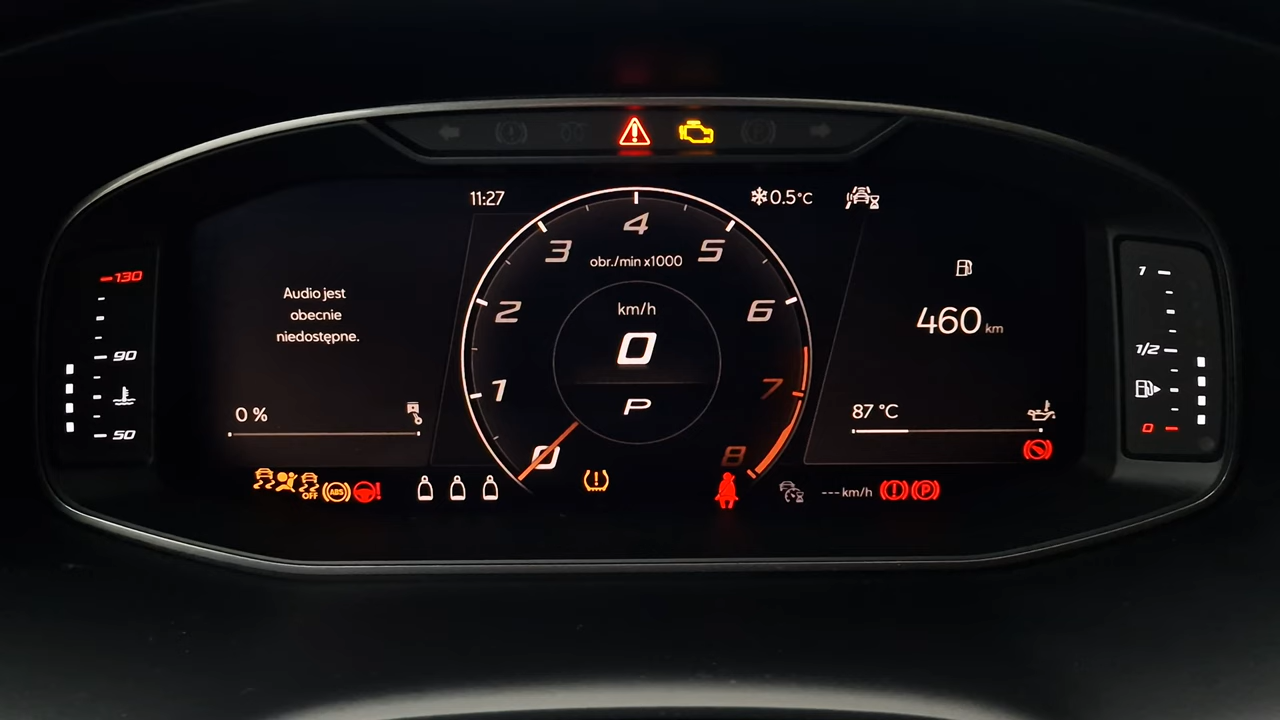 11:27
0.5°C
-130
90
50
Audio jest
obecnie
niedostępne.
0 %
OFF
ABS
0
1
2
3
4
5
6
7
8
obr./min x1000
km/h
0
P
460 km
87 °C
--- km/h
P
1
1/2
0